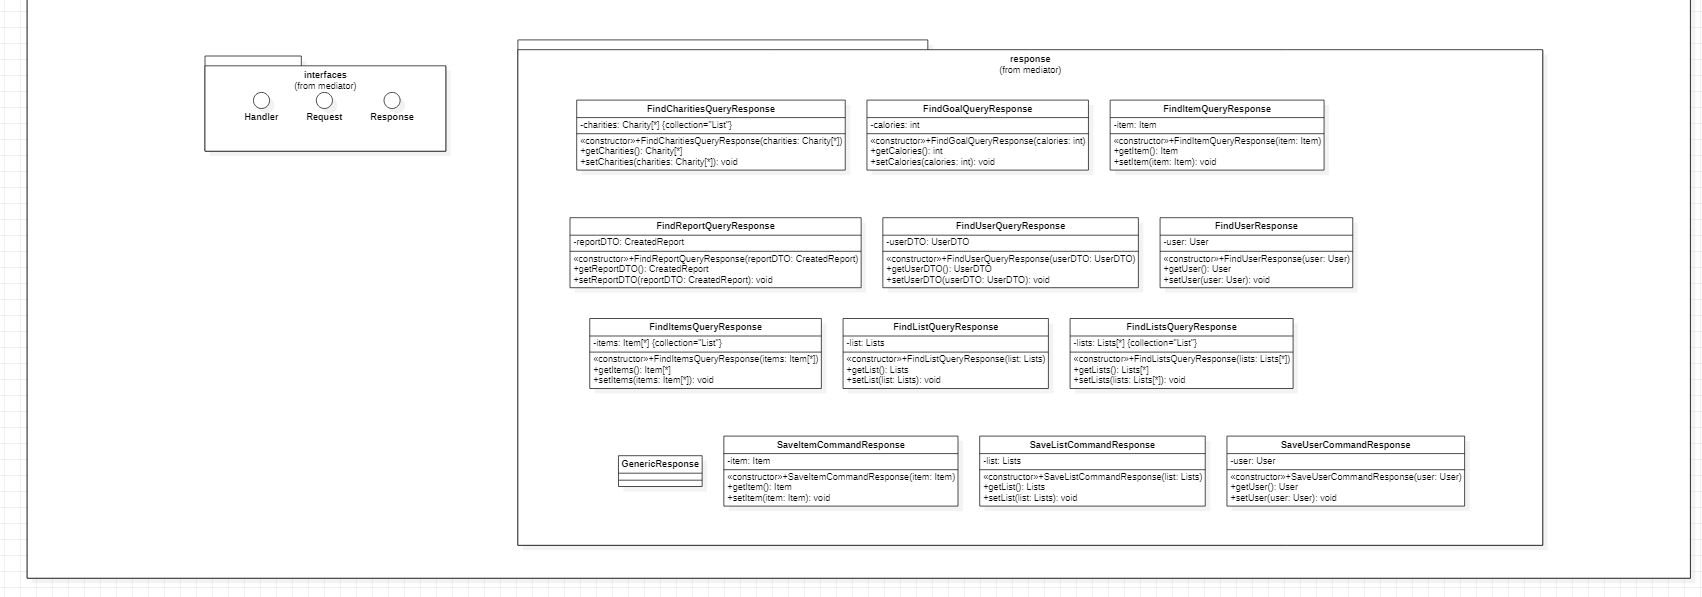 interfaces
(from mediator)
Handler
Request
Response
response
(from mediator)
FindCharitiesQueryResponse
-charities: Charity[*] {collection="List"}
«constructor»+FindCharitiesQueryResponse(charities: Charity[*])
+getCharities(): Charity[*]
+setCharities(charities: Charity[*]): void
FindGoalQueryResponse
-calories: int
«constructor»+FindGoalQueryResponse(calories: int)
+getCalories(): int
+setCalories(calories: int): void
FindItemQueryResponse
-item: Item
«constructor»+FindItemQueryResponse(item: Item)
+getItem(): Item
+setItem(item: Item): void
FindReportQueryResponse
-reportDTO: CreatedReport
«constructor»+FindReportQueryResponse(reportDTO: CreatedReport)
+getReportDTO(): CreatedReport
+setReportDTO(reportDTO: CreatedReport): void
FindUserQueryResponse
-userDTO: UserDTO
«constructor»+FindUserQueryResponse(userDTO: UserDTO)
+getUserDTO(): UserDTO
+setUserDTO(userDTO: UserDTO): void
FindUserResponse
-user: User
«constructor»+FindUserResponse(user: User)
+getUser(): User
+setUser(user: User): void
FindItemsQueryResponse
-items: Item[*] {collection="List"}
«constructor»+FindItemsQueryResponse(items: Item[*])
+getItems(): Item[*]
+setItems(items: Item[*]): void
FindListQueryResponse
-list: Lists
«constructor»+FindListQueryResponse(list: Lists)
+getList(): Lists
+setList(list: Lists): void
FindListsQueryResponse
-lists: Lists[*] {collection="List"}
«constructor»+FindListsQueryResponse(lists: Lists[*])
+getLists(): Lists[*]
+setLists(lists: Lists[*]): void
GenericResponse
SaveItemCommandResponse
-item: Item
«constructor»+SaveItemCommandResponse(item: Item)
+getItem(): Item
+setItem(item: Item): void
SaveListCommandResponse
-list: Lists
«constructor»+SaveListCommandResponse(list: Lists)
+getList(): Lists
+setList(list: Lists): void
SaveUserCommandResponse
-user: User
«constructor»+SaveUserCommandResponse(user: User)
+getUser(): User
+setUser(user: User): void